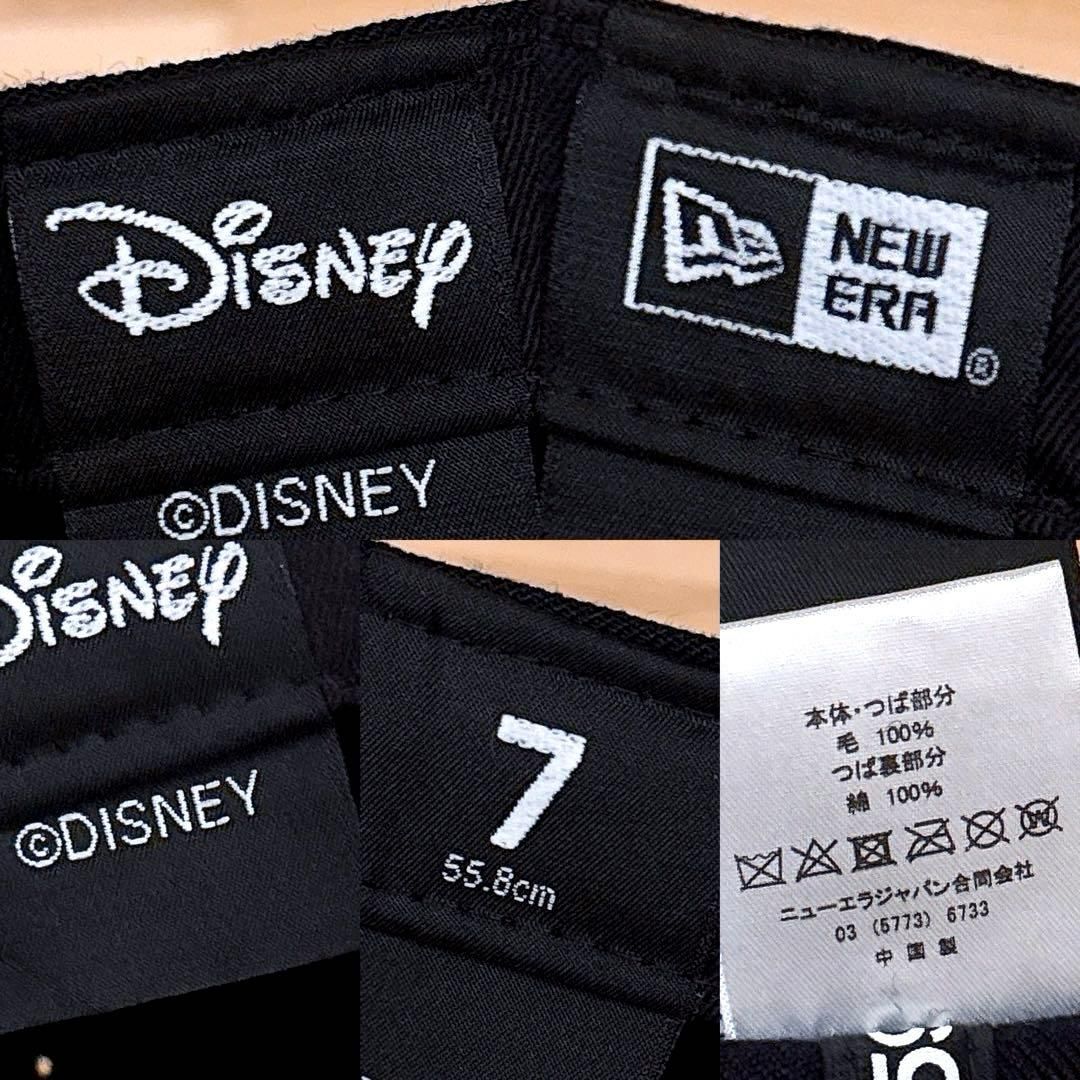 Disney
NEW
ERA
®
©DISNEY
Disney
©DISNEY
7
55.8cm
本体・つば部分
毛 100%
つば裏部分
綿 100%
ニューエラジャパン合同会社
03 (5773) 6733
中国製